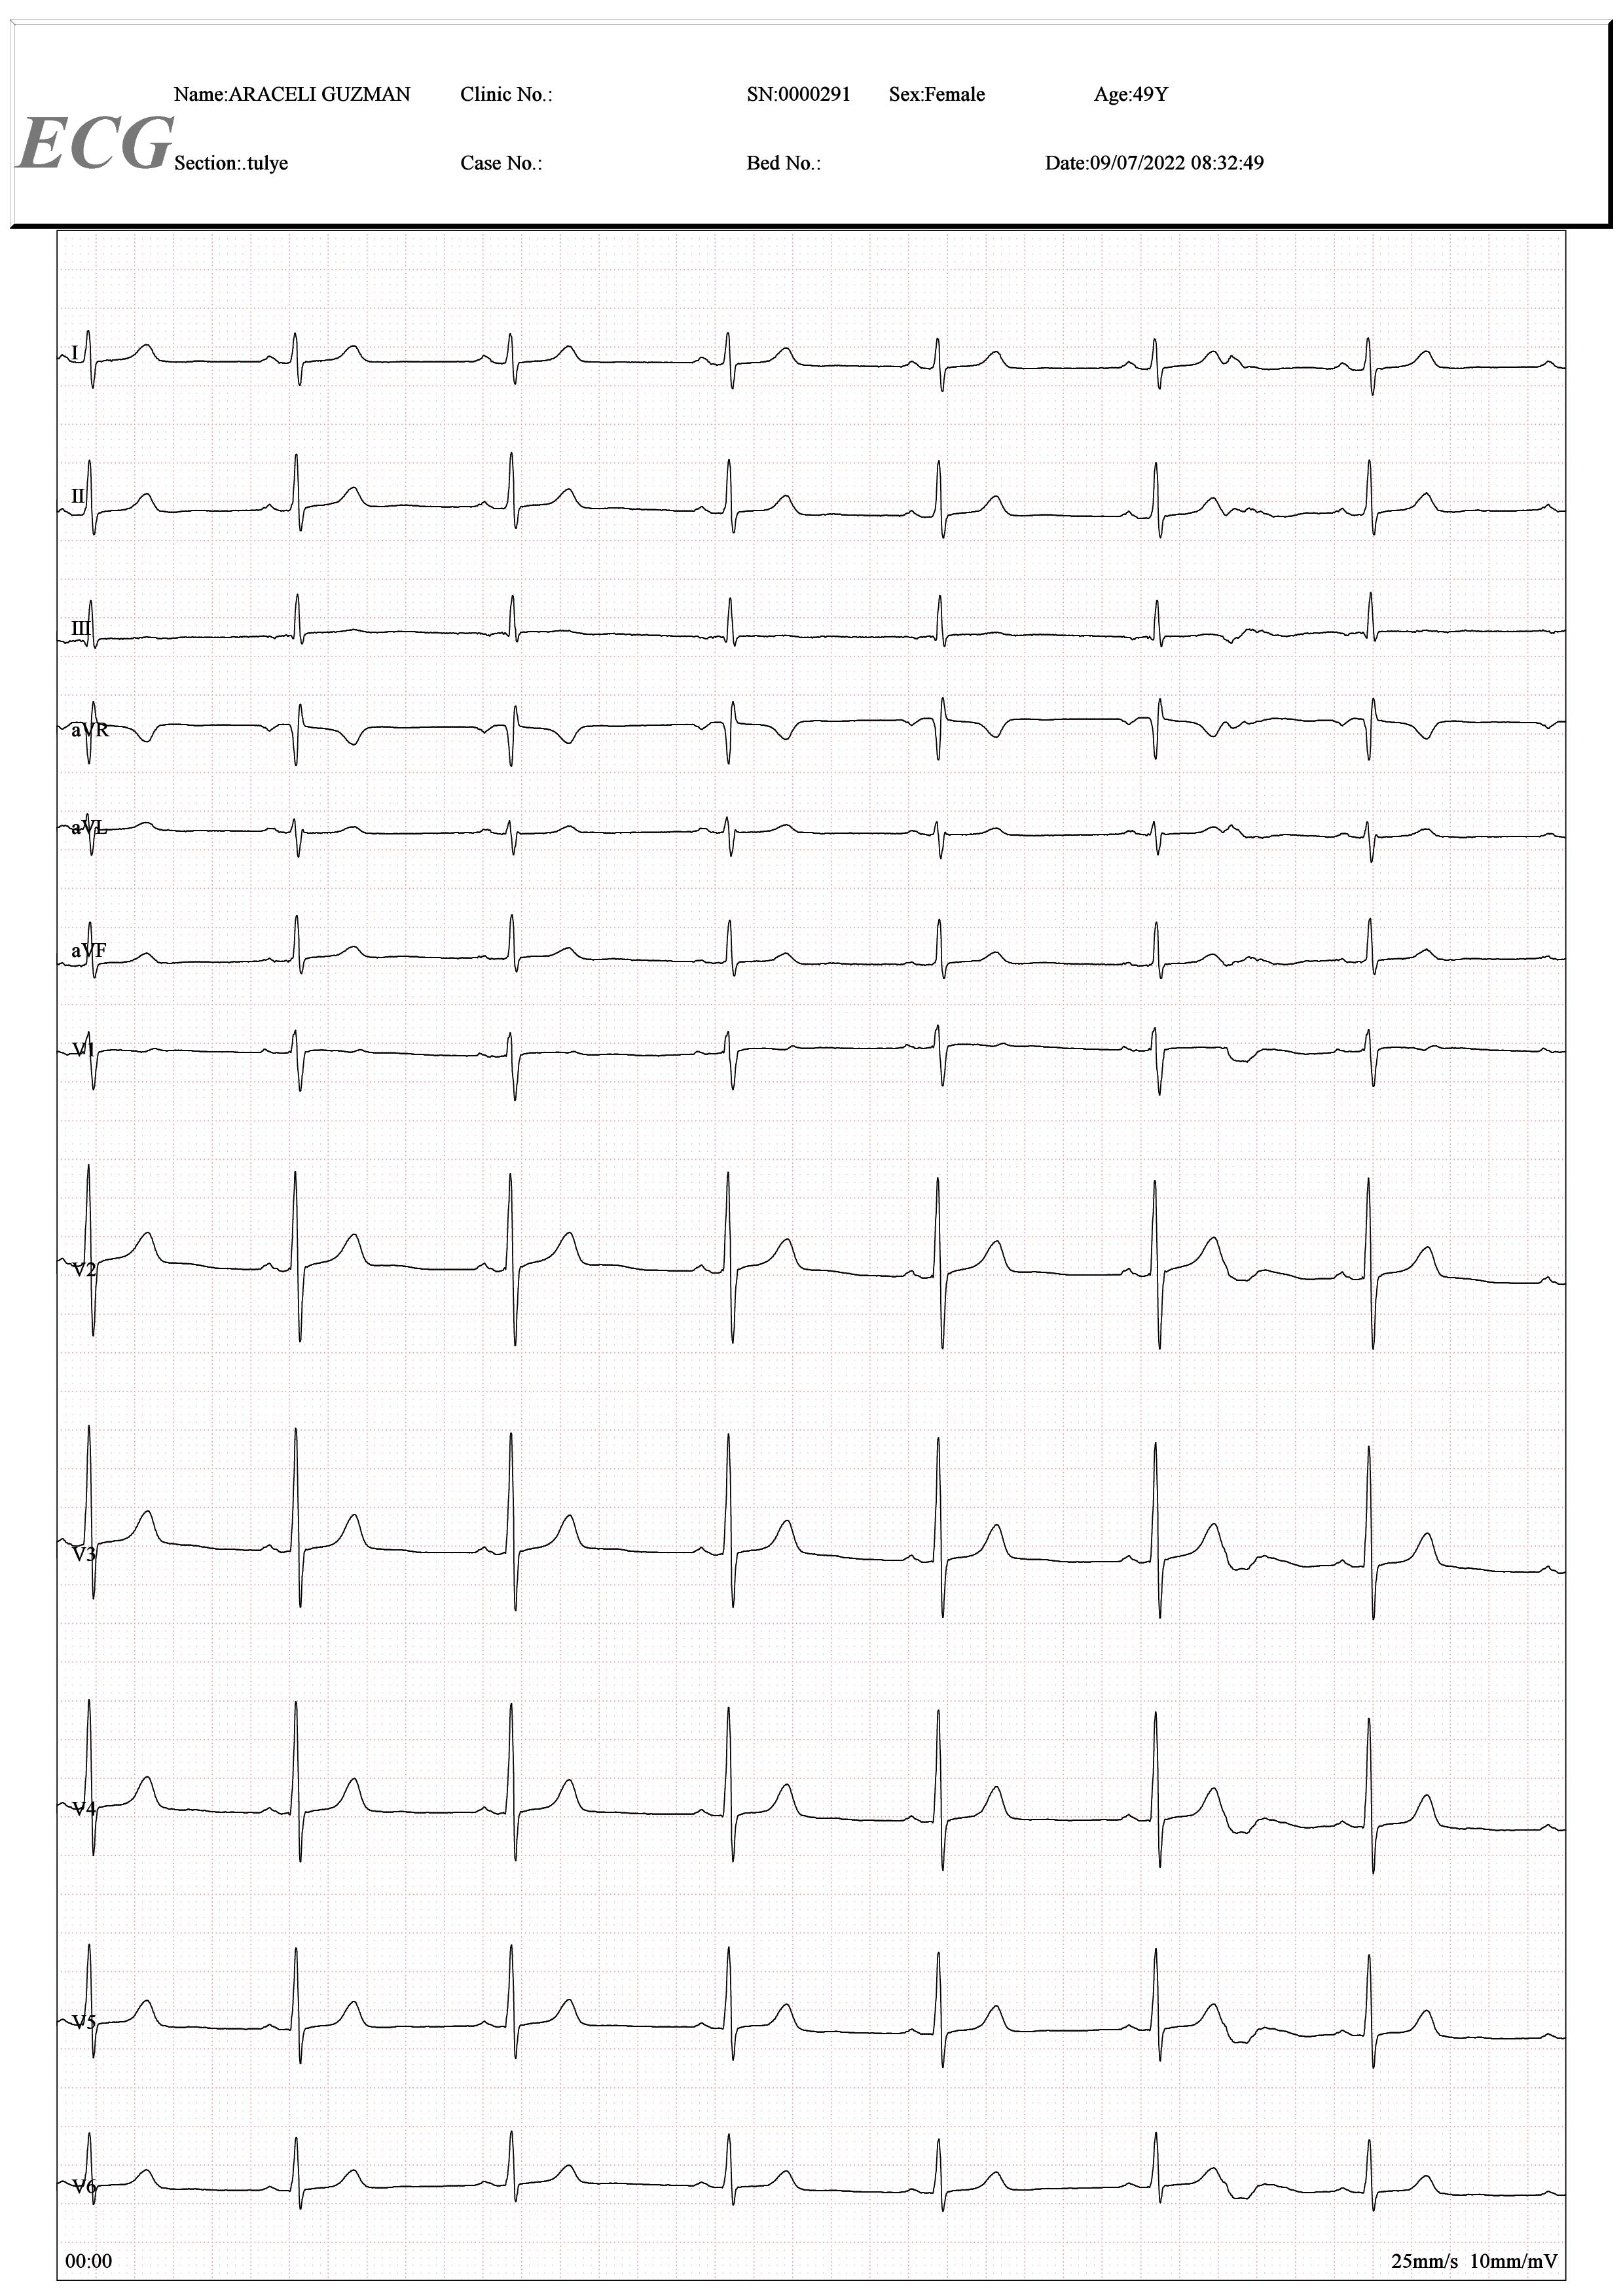 Name:ARACELI GUZMAN Clinic No.: SN:0000291 Sex:Female Age:49Y
ECG
Section:.tulye Case No.: Bed No.: Date:09/07/2022 08:32:49
I
II
III
aVR
aVL
aVF
V1
V2
V3
V4
V5
V6
00:00 25mm/s 10mm/mV